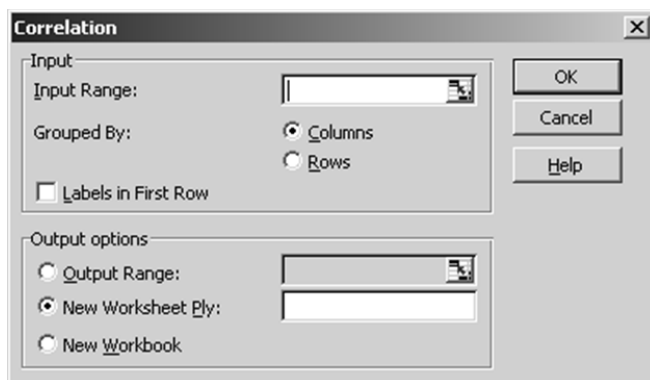 Correlation
Input
Input Range:
Grouped By:
Columns
Rows
Labels in First Row
OK
Cancel
Help
Output options
Output Range:
New Worksheet Ply:
New Workbook